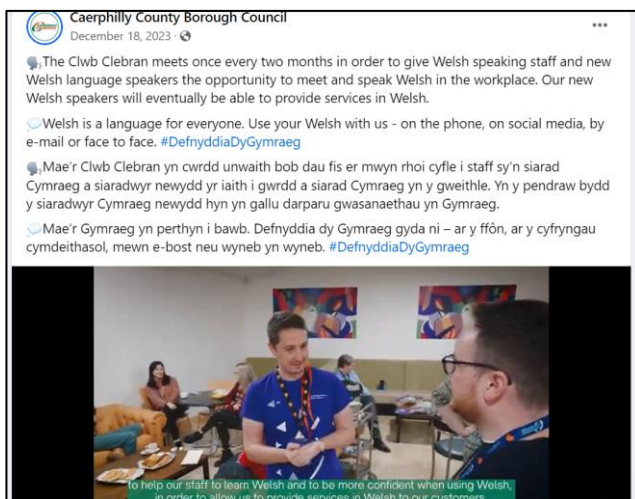 Caerphilly County Borough Council
December 18, 2023 ·
The Clwb Clebran meets once every two months in order to give Welsh speaking staff and new
Welsh language speakers the opportunity to meet and speak Welsh in the workplace. Our new
Welsh speakers will eventually be able to provide services in Welsh.
Welsh is a language for everyone. Use your Welsh with us - on the phone, on social media, by
e-mail or face to face. #DefnyddiaDyGymraeg
Mae'r Clwb Clebran yn cwrdd unwaith bob dau fis er mwyn rhoi cyfle i staff sy'n siarad
Cymraeg a siaradwyr newydd yr iaith i gwrdd a siarad Cymraeg yn y gweithle. Yn y pendraw bydd
y siaradwyr Cymraeg newydd hyn yn gallu darparu gwasanaethau yn Gymraeg.
Mae'r Gymraeg yn perthyn i bawb. Defnyddia dy Gymraeg gyda ni – ar y ffôn, ar y cyfryngau
cymdeithasol, mewn e-bost neu wyneb yn wyneb. #DefnyddiaDyGymraeg
to help our staff to learn Welsh and to be more confident when using Welsh,
in order to allow us to provide services in Welsh to our customers